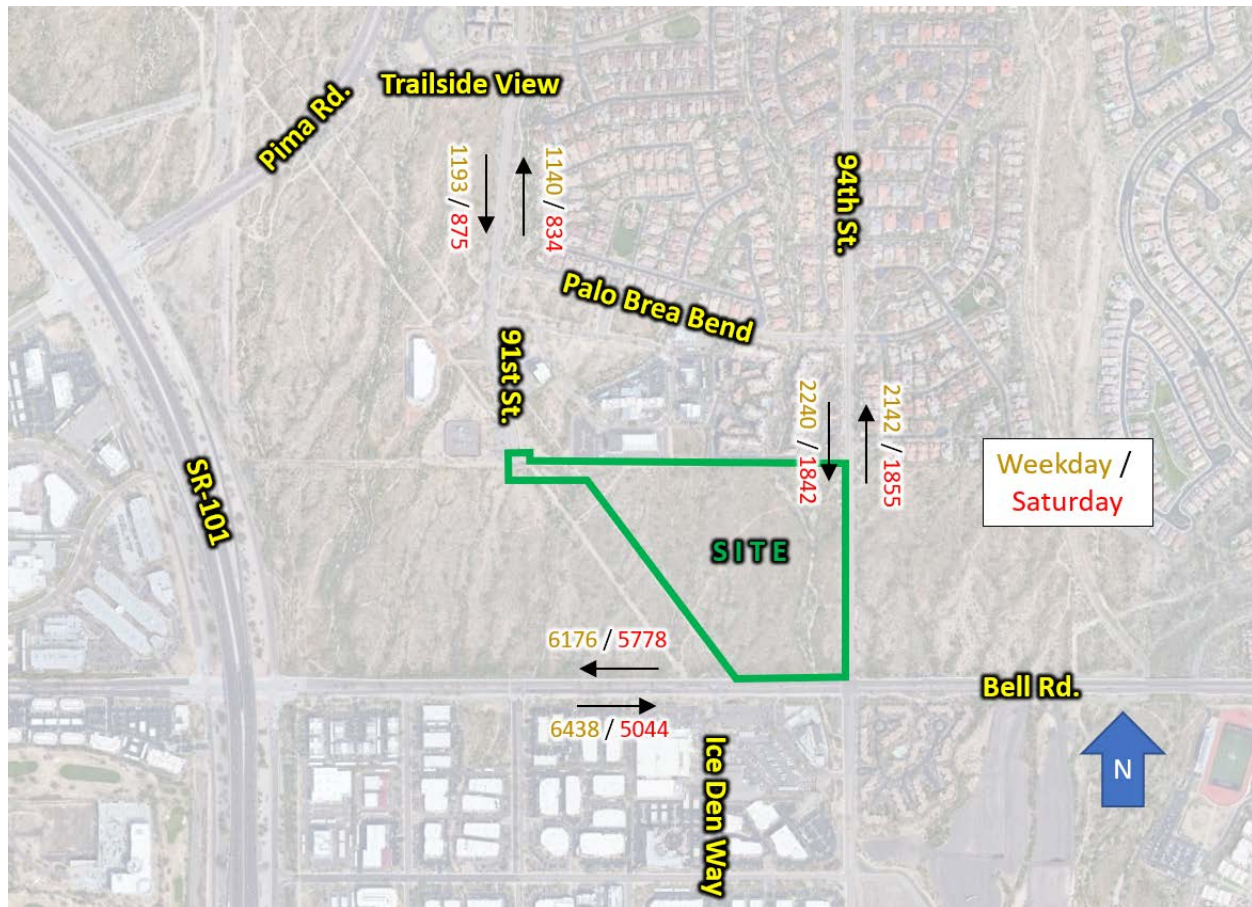 Trailside View
Pima Rd.
1193 / 875
1140 / 834
94th St.
Palo Brea Bend
91st St.
2240 / 1842
2142 / 1855
Weekday /
Saturday
SR-101
SITE
6176 / 5778
Bell Rd.
6438 / 5044
Ice Den Way
N